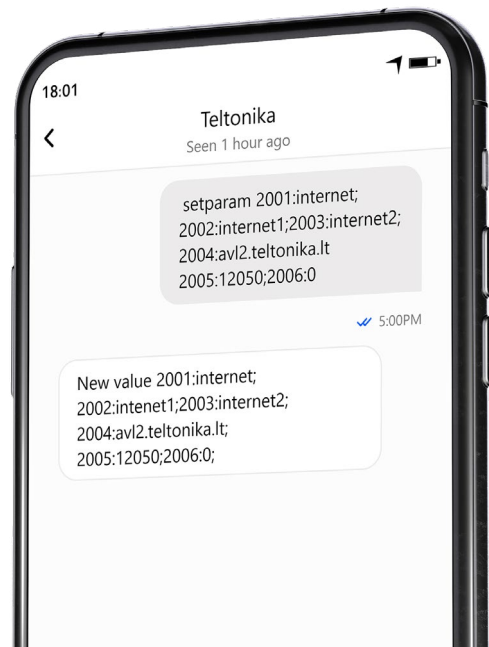 18:01
Teltonika
Seen 1 hour ago
setparam 2001:internet;
2002:internet1;2003:internet2;
2004:avl2.teltonika.lt
2005:12050;2006:0
5:00PM
New value 2001:internet;
2002:intenet1;2003:internet2;
2004:avl2.teltonika.lt;
2005:12050;2006:0;